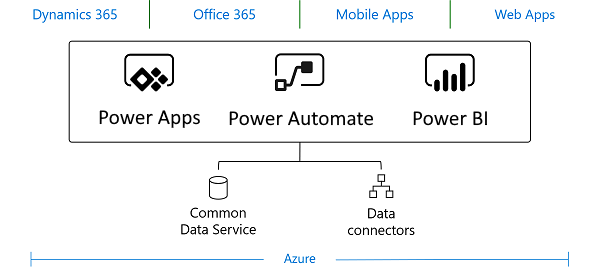 Dynamics 365 Office 365 Mobile Apps Web Apps
Power Apps Power Automate Power BI
Common Data
Data Service connectors
Azure